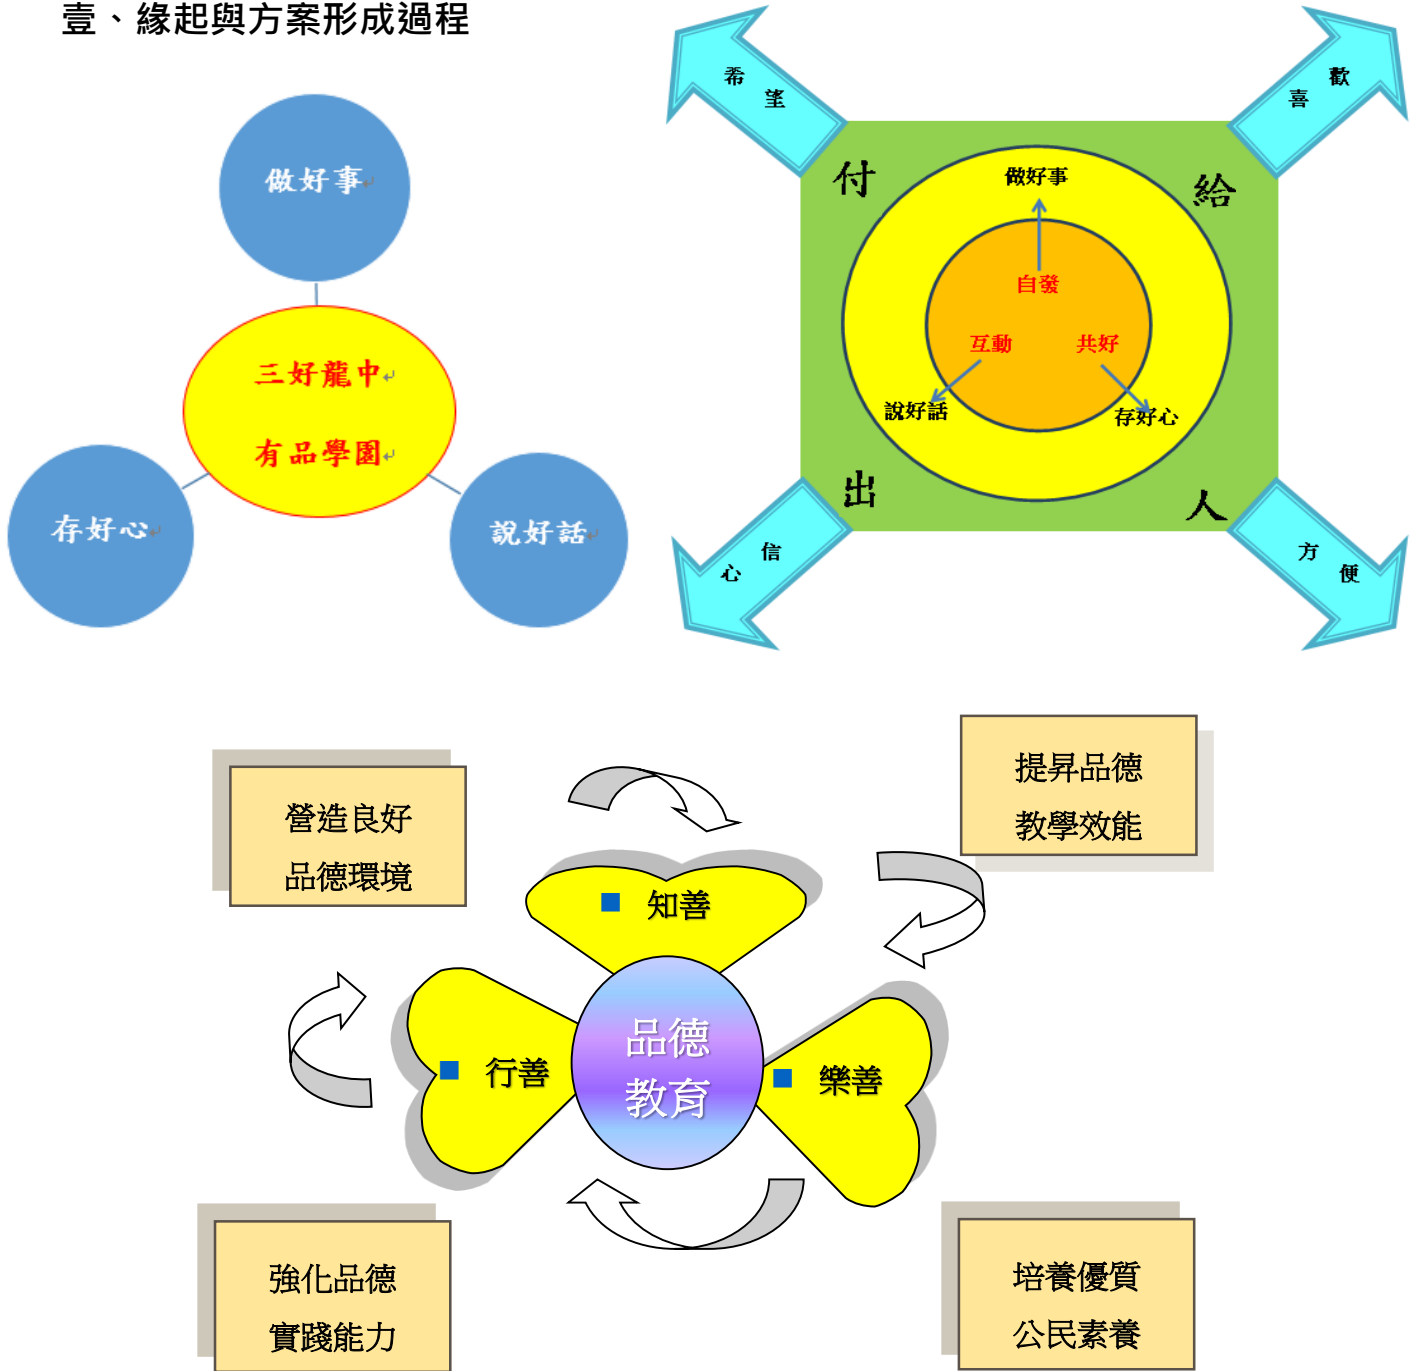 壹、緣起與方案形成過程
做好事
三好龍中
有品學園
存好心
說好話
希望
歡喜
付
給
做好事
自發
互動
共好
說好話
存好心
出
人
信心
方便
營造良好
品德環境
提昇品德
教學效能
知善
行善
樂善
品德
教育
強化品德
實踐能力
培養優質
公民素養